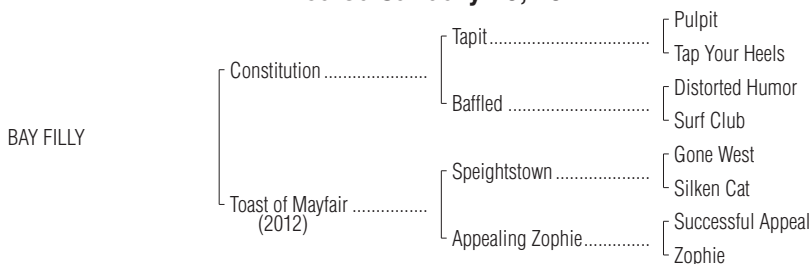 Pulpit
Tapit
Tap Your Heels
Constitution
Distorted Humor
Baffled
Surf Club
BAY FILLY
Gone West
Speightstown
Silken Cat
Toast of Mayfair
(2012)
Successful Appeal
Appealing Zophie
Zophie